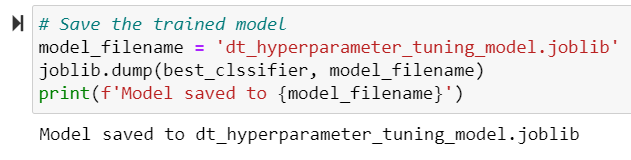 # Save the trained model
model_filename = 'dt_hyperparameter_tuning_model.joblib'
joblib.dump(best_clssifier, model_filename)
print(f'Model saved to {model_filename}')
Model saved to dt_hyperparameter_tuning_model.joblib